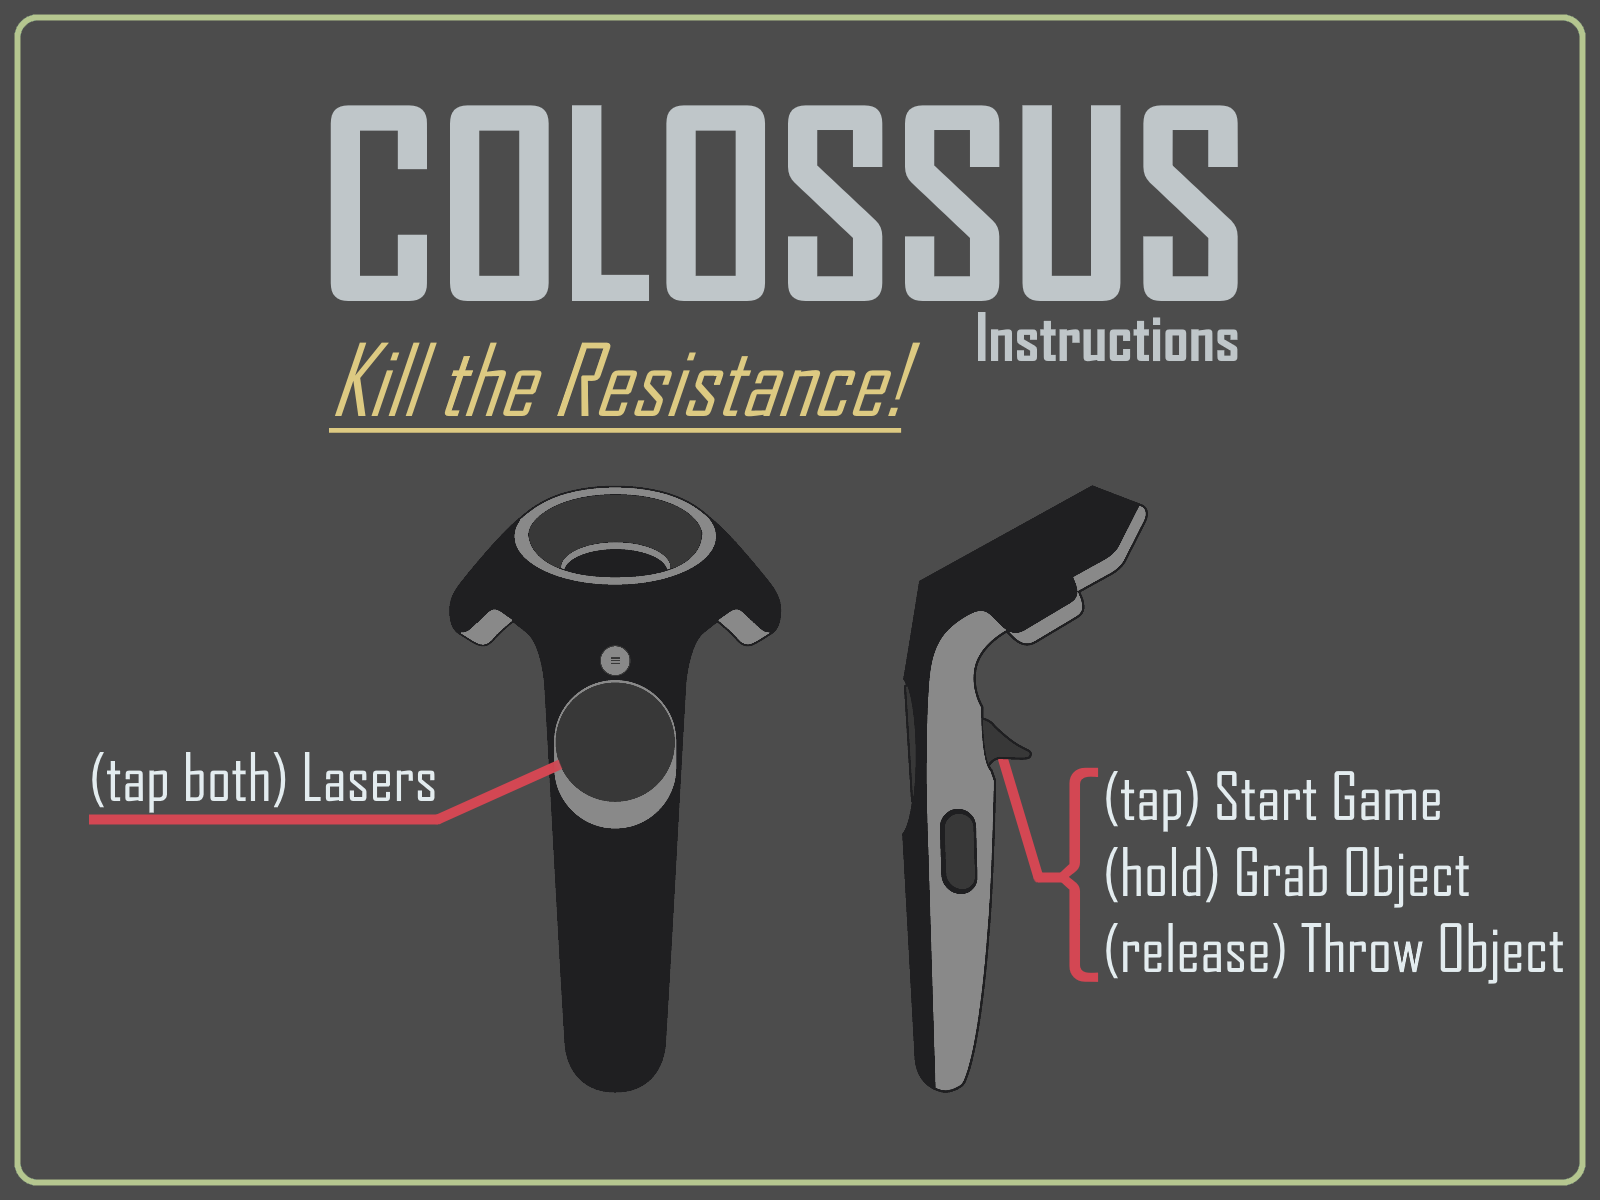 COLOSSUS
Instructions
Kill the Resistance!
(tap both) Lasers
(tap) Start Game
(hold) Grab Object
(release) Throw Object